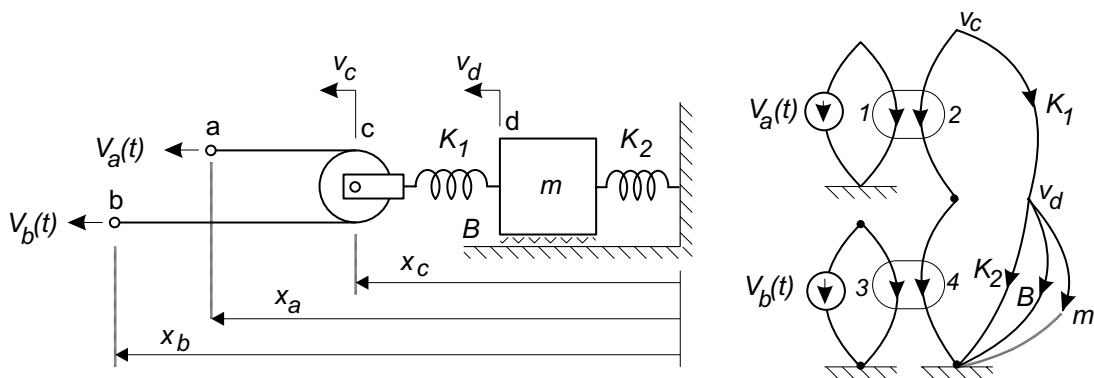 v_c
v_d
a
c
d
K_1
K_2
V_a(t)
m
b
V_b(t)
B
x_c
x_a
x_b
v_c
K_1
V_a(t)
1
2
v_d
V_b(t)
3
4
K_2
B
m